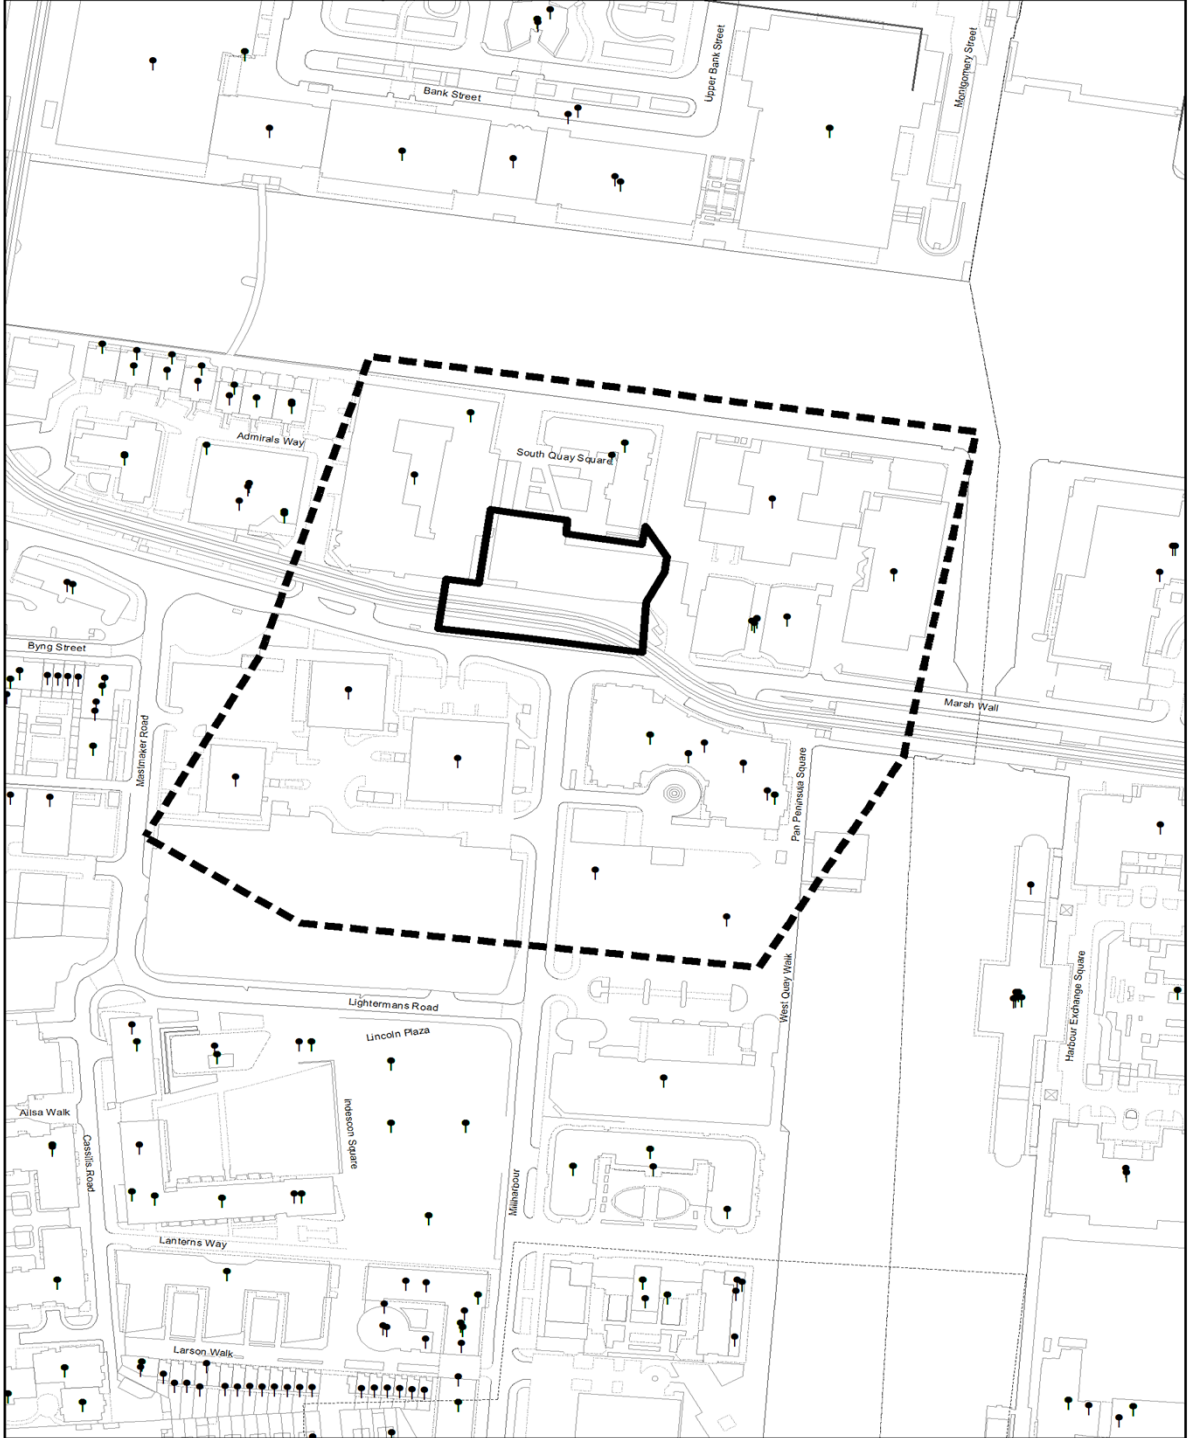 Upper Bank Street
Montgomery Street
Bank Street
Admirals Way
South Quay Square
Byng Street
Mastmaker Road
Marsh Wall
Pan Peninsula Square
West Quay Walk
Harbour Exchange Square
Lightermans Road
Lincoln Plaza
Ailsa Walk
Cassilis Road
Indescon Square
Millharbour
Lanterns Way
Larson Walk